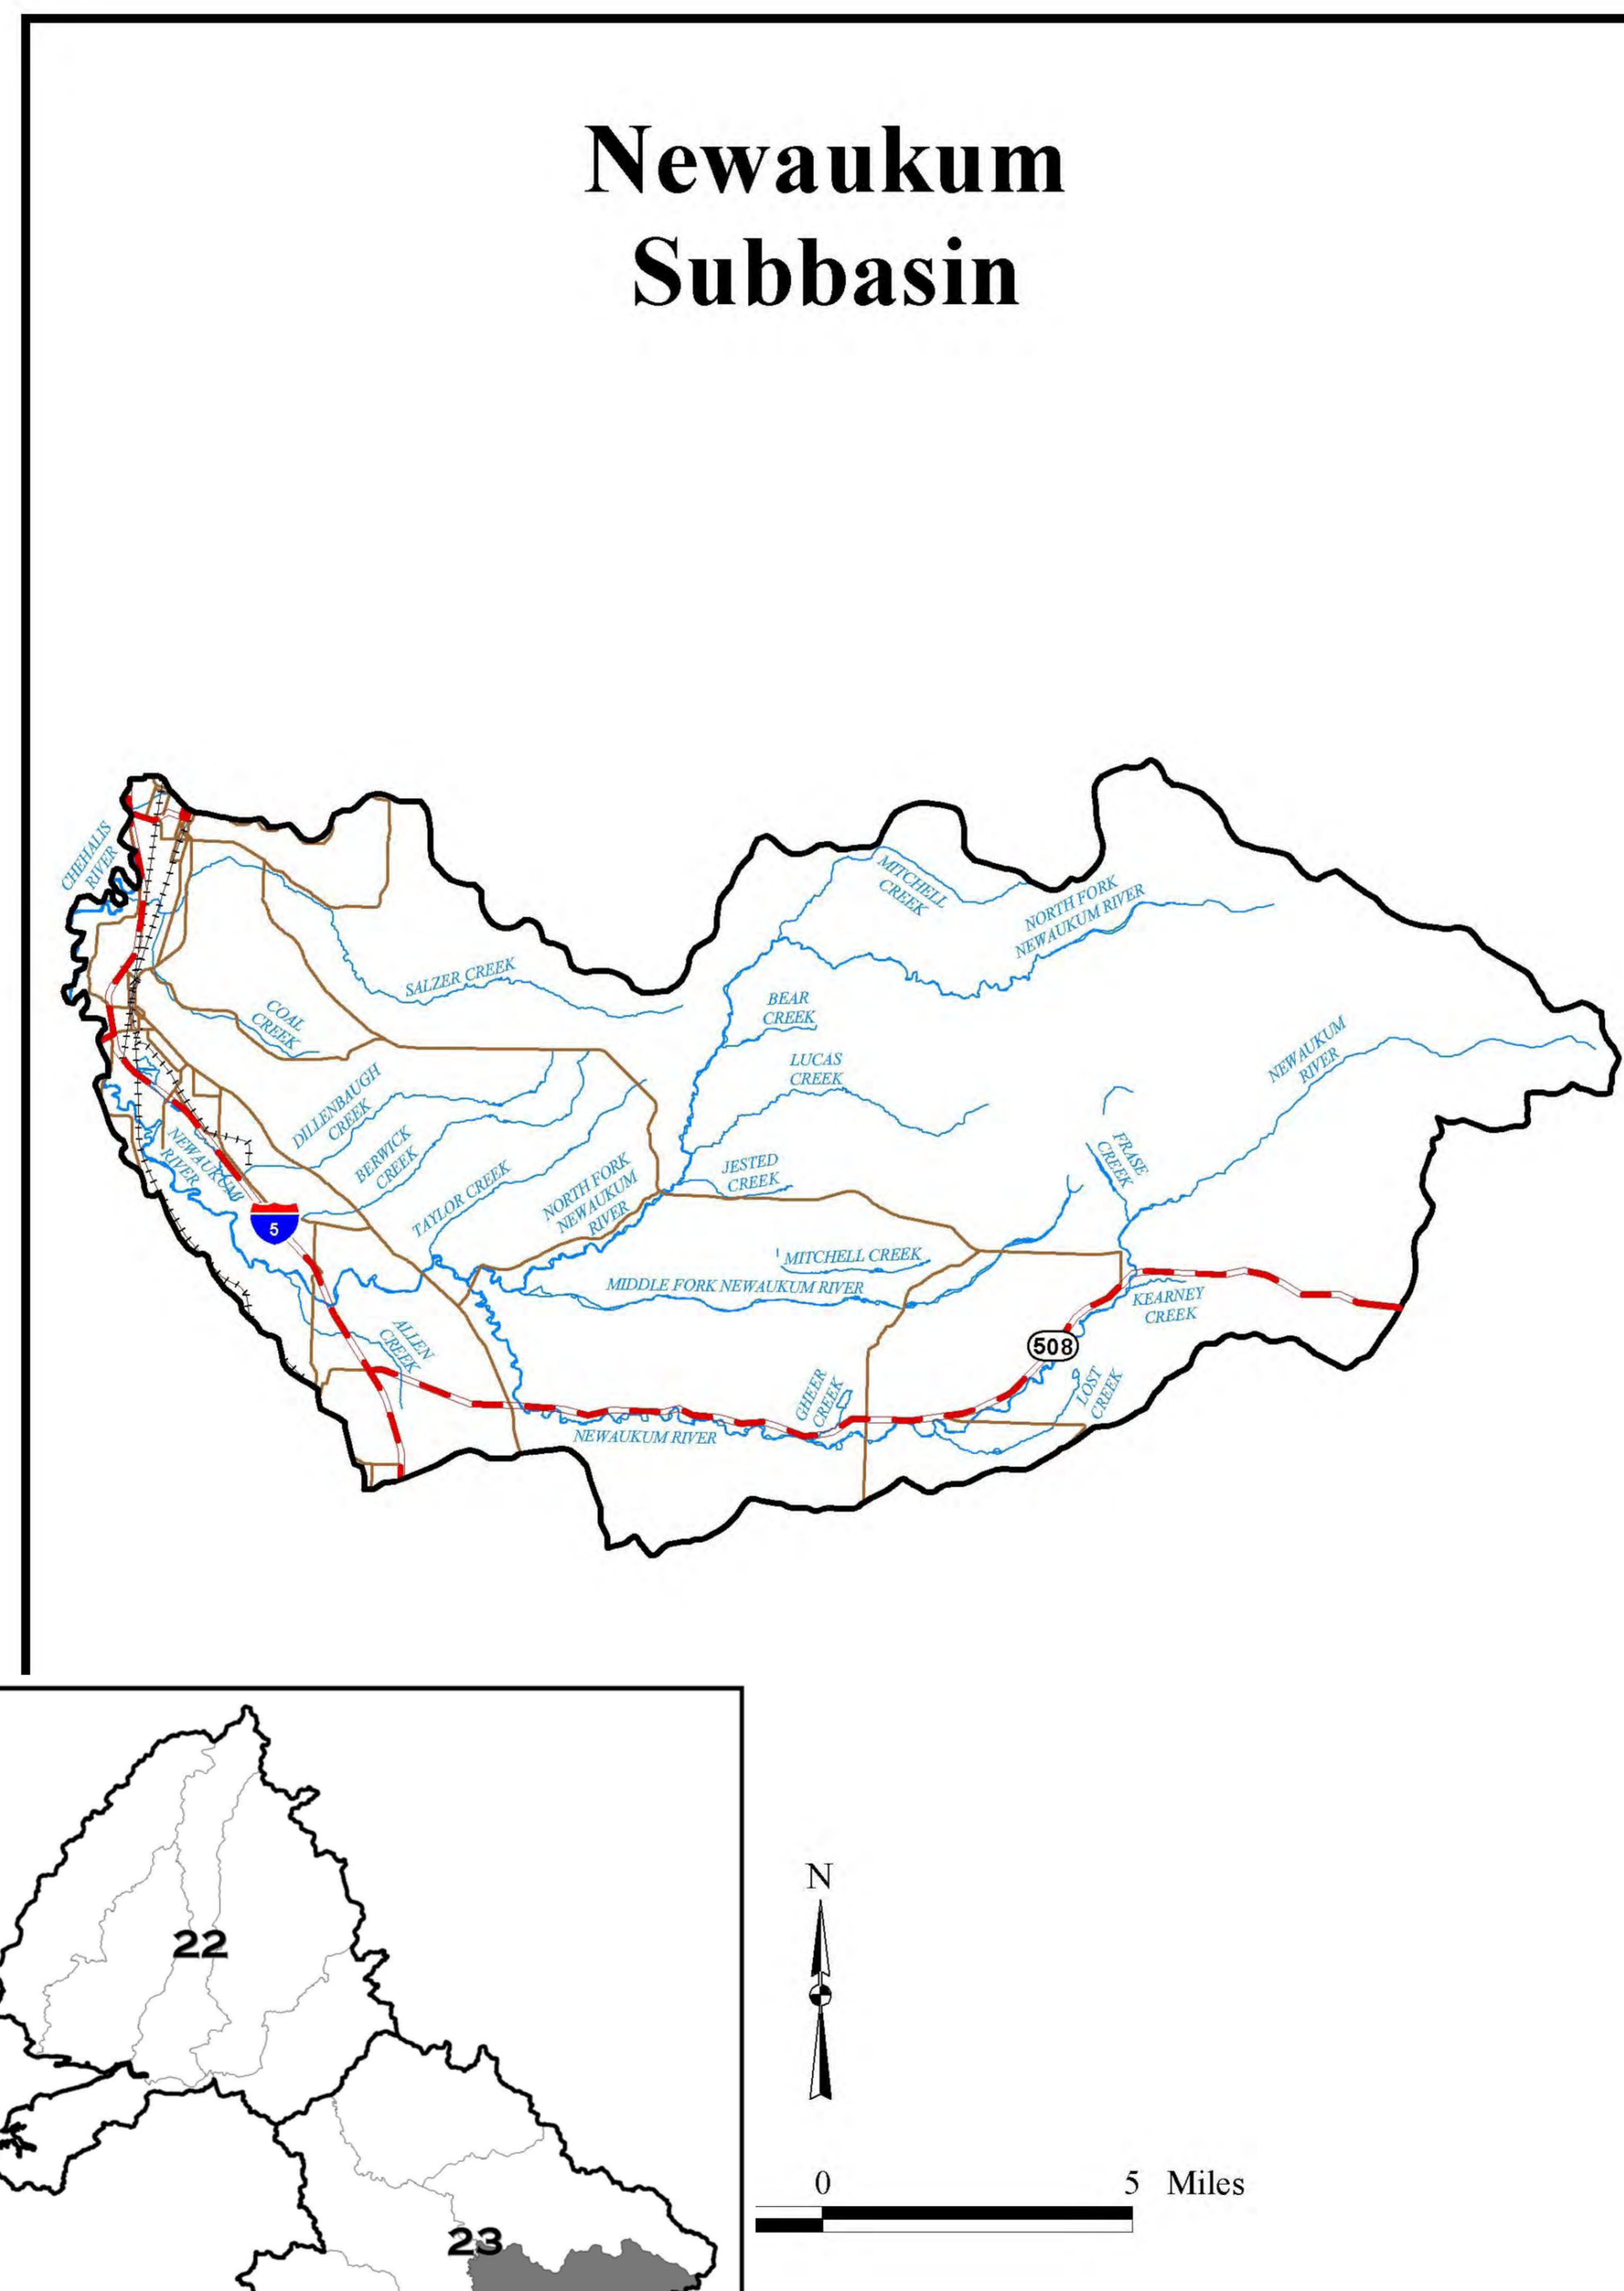 Newaukum
Subbasin
CHEHALIS
RIVER
MITCHELL
CREEK
NORTH FORK
NEWAUKUM RIVER
SALZER CREEK
COAL
CREEK
BEAR
CREEK
LUCAS
CREEK
NEWAUKUM
RIVER
DILLENBAUGH
CREEK
BERWICK
CREEK
NEWAUKUM
RIVER
TAYLOR CREEK
NORTH FORK
NEWAUKUM
RIVER
JESTED
CREEK
FRASE
CREEK
5
MITCHELL CREEK
MIDDLE FORK NEWAUKUM RIVER
KEARNEY
CREEK
ALLEN
CREEK
508
GHEER
CREEK
LOST
CREEK
NEWAUKUM RIVER
22
23
N
0 5 Miles